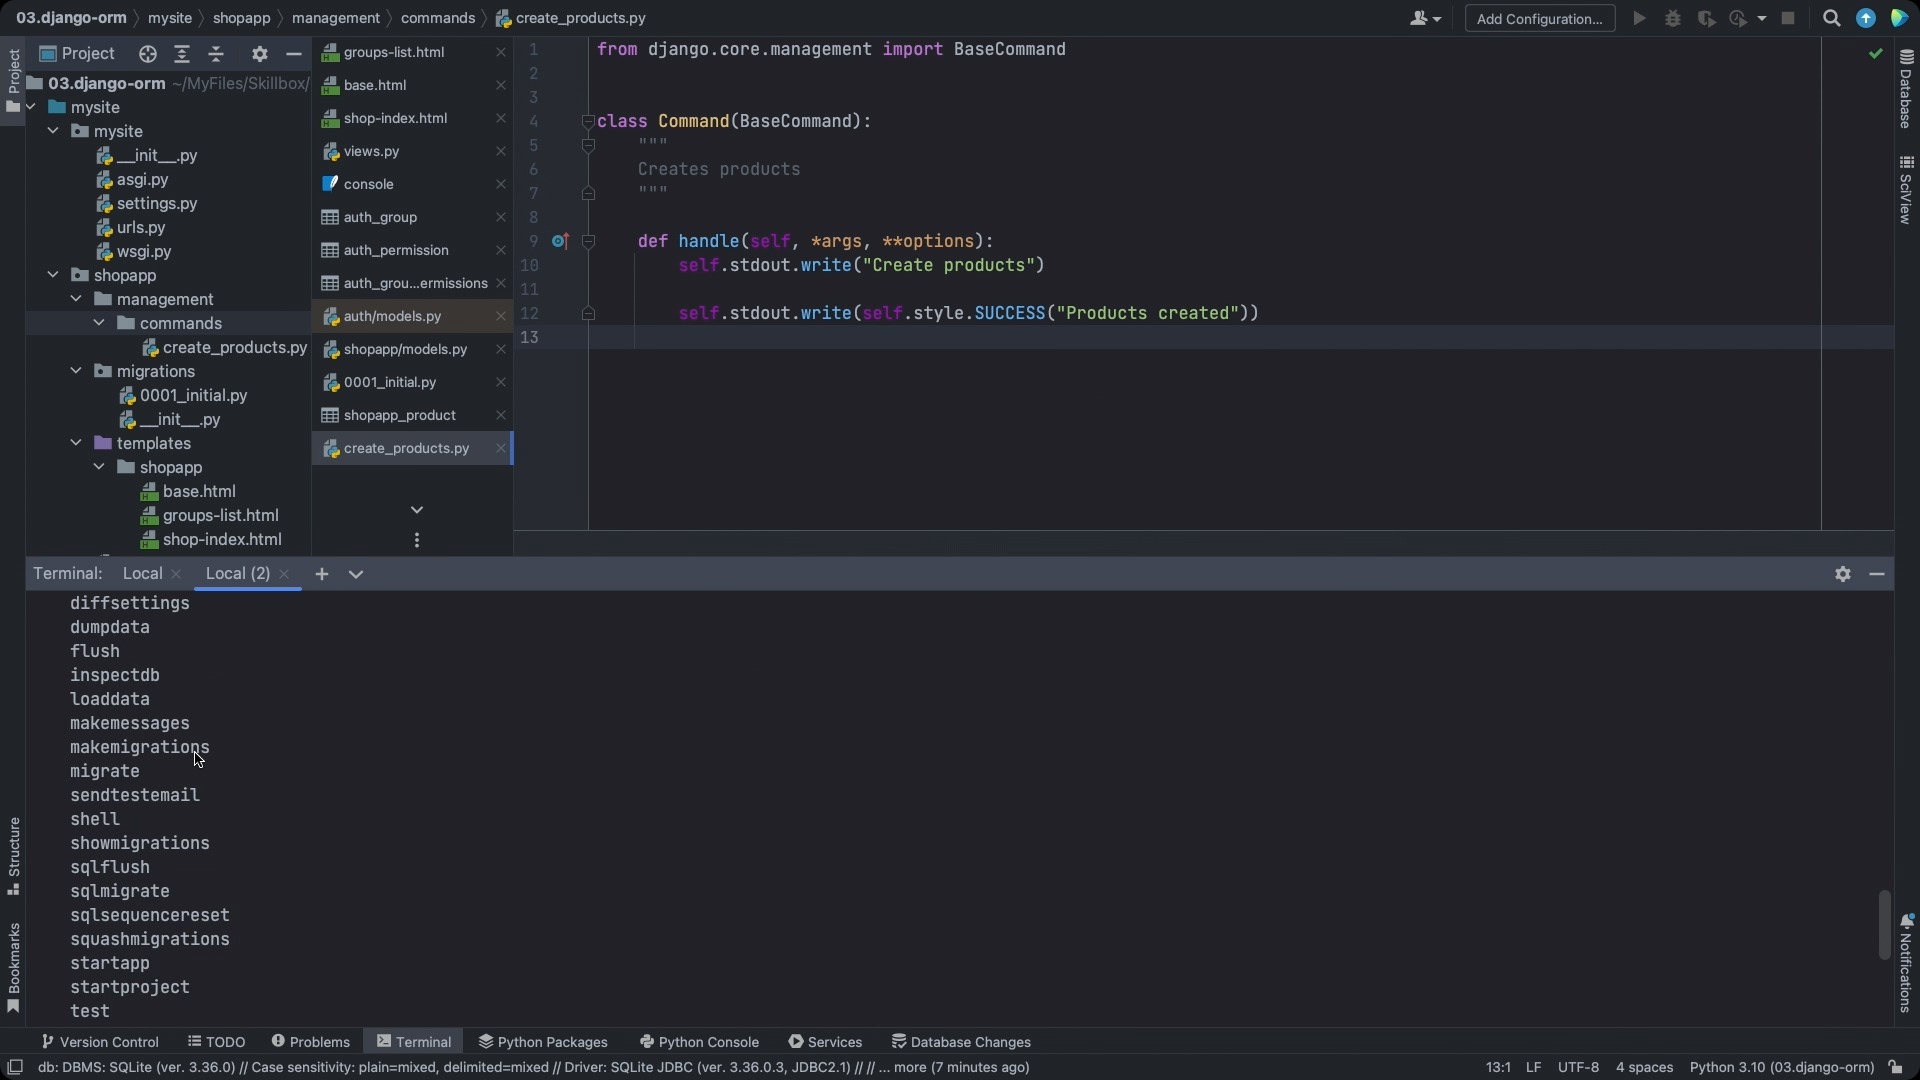 03.django-orm mysite shopapp management commands create_products.py
Add Configuration...
Project
Project
03.django-orm ~/MyFiles/Skillbox/
mysite
mysite
__init__.py
asgi.py
settings.py
urls.py
wsgi.py
shopapp
management
commands
create_products.py
migrations
0001_initial.py
__init__.py
templates
shopapp
base.html
groups-list.html
shop-index.html
groups-list.html
base.html
shop-index.html
views.py
console
auth_group
auth_permission
auth_grou...ermissions
auth/models.py
shopapp/models.py
0001_initial.py
shopapp_product
create_products.py
1 from django.core.management import BaseCommand
2
3
4 class Command(BaseCommand):
5 """
6 Creates products
7 """
8
9 def handle(self, *args, **options):
10 self.stdout.write("Create products")
11
12 self.stdout.write(self.style.SUCCESS("Products created"))
13
Database
SciView
Notifications
Structure
Bookmarks
Terminal: Local Local (2)
diffsettings
dumpdata
flush
inspectdb
loaddata
makemessages
makemigrations
migrate
sendtestemail
shell
showmigrations
sqlflush
sqlmigrate
sqlsequencereset
squashmigrations
startapp
startproject
test
Version Control TODO Problems Terminal Python Packages Python Console Services Database Changes
db: DBMS: SQLite (ver. 3.36.0) // Case sensitivity: plain=mixed, delimited=mixed // Driver: SQLite JDBC (ver. 3.36.0.3, JDBC2.1) // // ... more (7 minutes ago) 13:1 LF UTF-8 4 spaces Python 3.10 (03.django-orm)